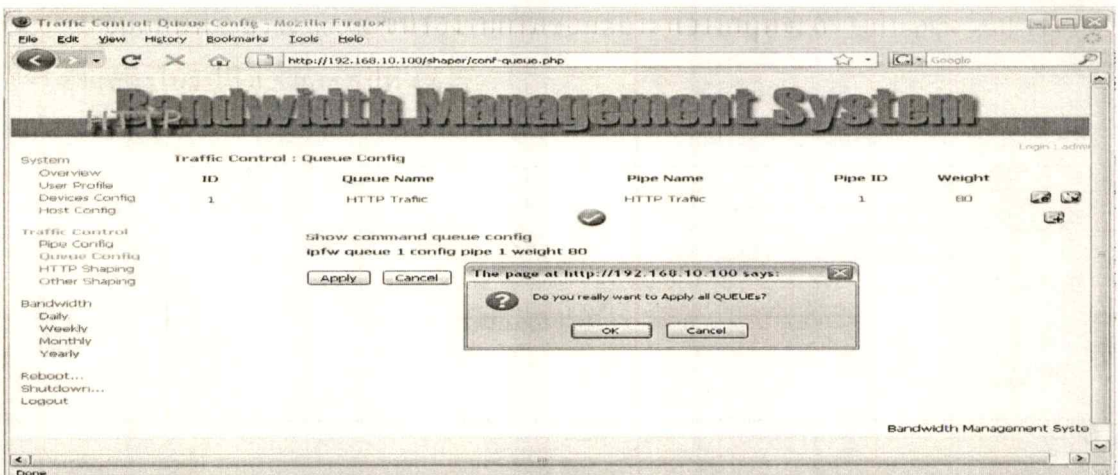 Traffic Control: Queue Config - Mozilla Firefox
File Edit View History Bookmarks Tools Help
http://192.168.10.100/shaper/conf-queue.php
Google
HTTP Bandwidth Management System
Login : admi
System
Overview
User Profile
Devices Config
Host Config
Traffic Control
Pipe Config
Queue Config
HTTP Shaping
Other Shaping
Bandwidth
Daily
Weekly
Monthly
Yearly
Reboot...
Shutdown...
Logout
Traffic Control : Queue Config
ID Queue Name Pipe Name Pipe ID Weight
1 HTTP Trafiic HTTP Trafiic 1 80
Show command queue config
ipfw queue 1 config pipe 1 weight 80
Apply Cancel
The page at http://192.168.10.100 says:
Do you really want to Apply all QUEUEs?
OK Cancel
Bandwidth Management Syste
Done